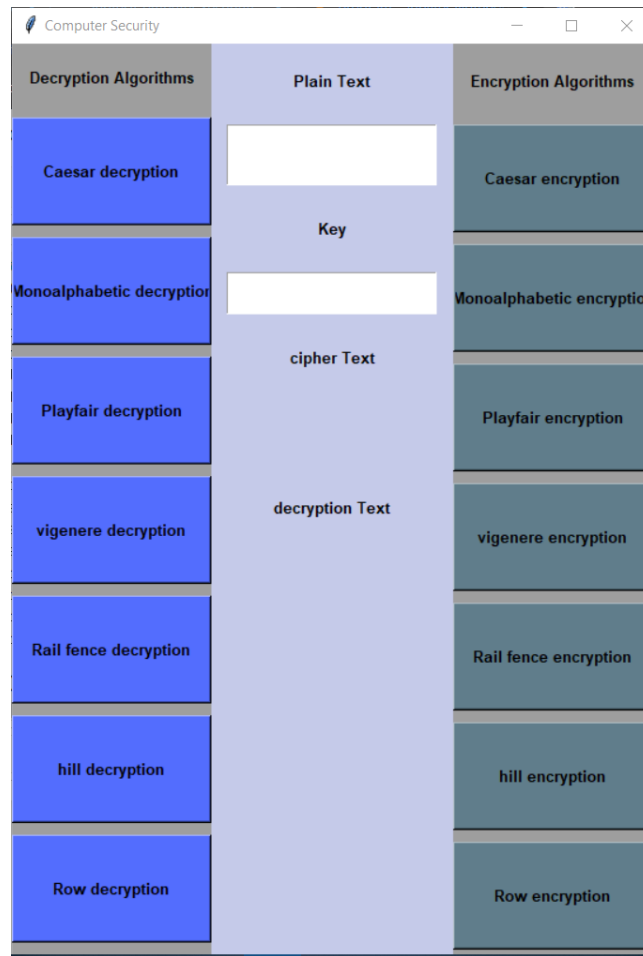 Computer Security
Decryption Algorithms
Plain Text
Encryption Algorithms
Caesar decryption
Caesar encryption
Key
Monoalphabetic decryption
Monoalphabetic encryptio
cipher Text
Playfair decryption
Playfair encryption
decryption Text
vigenere decryption
vigenere encryption
Rail fence decryption
Rail fence encryption
hill decryption
hill encryption
Row decryption
Row encryption